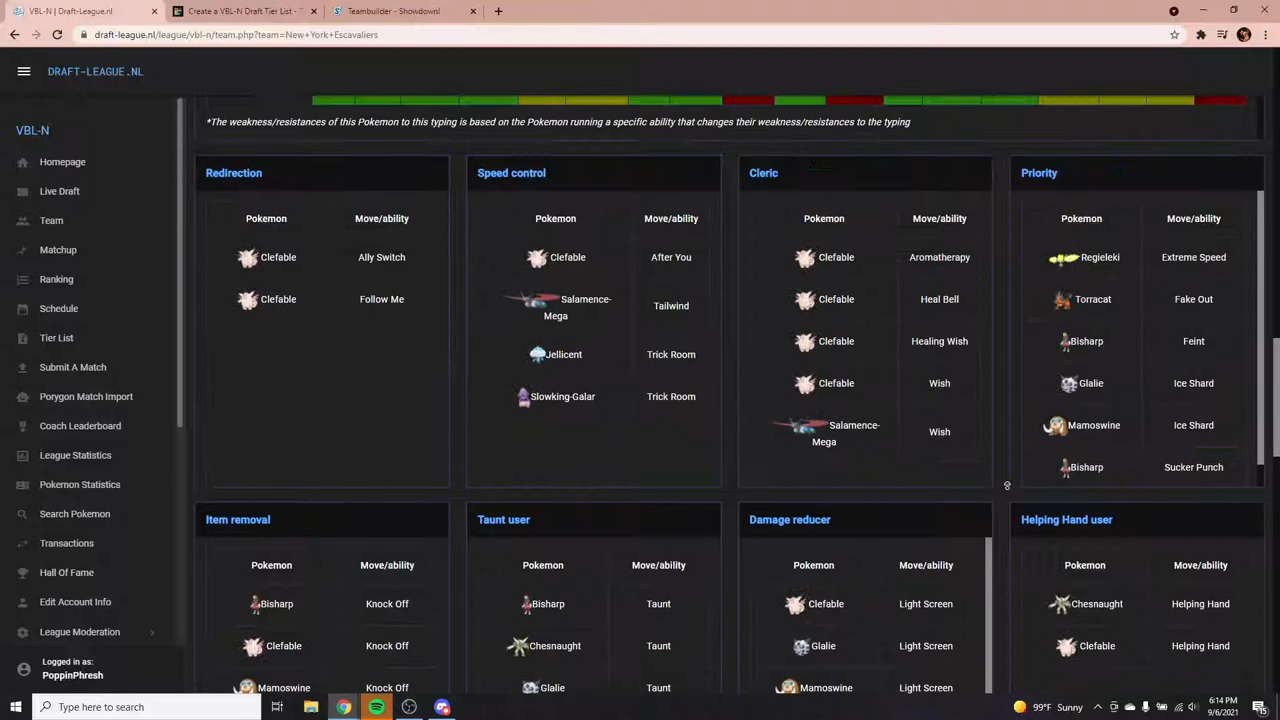 VBL-N | Draft-League.nl
Create a VBL-N Draft Tier List - T
Teambuilder - Showdown!
draft-league.nl/league/vbl-n/team.php?team=New+York+Escavaliers
DRAFT-LEAGUE.NL
VBL-N
Homepage
Live Draft
Team
Matchup
Ranking
Schedule
Tier List
Submit A Match
Porygon Match Import
Coach Leaderboard
League Statistics
Pokemon Statistics
Search Pokemon
Transactions
Hall Of Fame
Edit Account Info
League Moderation
Logged in as:
PoppinPhresh
*The weakness/resistances of this Pokemon to this typing is based on the Pokemon running a specific ability that changes their weakness/resistances to the typing
Redirection
Pokemon Move/ability
Clefable Ally Switch
Clefable Follow Me
Speed control
Pokemon Move/ability
Clefable After You
Salamence-
Mega Tailwind
Jellicent Trick Room
Slowking-Galar Trick Room
Cleric
Pokemon Move/ability
Clefable Aromatherapy
Clefable Heal Bell
Clefable Healing Wish
Clefable Wish
Salamence-
Mega Wish
Priority
Pokemon Move/ability
Regieleki Extreme Speed
Torracat Fake Out
Bisharp Feint
Glalie Ice Shard
Mamoswine Ice Shard
Bisharp Sucker Punch
Item removal
Pokemon Move/ability
Bisharp Knock Off
Clefable Knock Off
Mamoswine Knock Off
Taunt user
Pokemon Move/ability
Bisharp Taunt
Chesnaught Taunt
Glalie Taunt
Damage reducer
Pokemon Move/ability
Clefable Light Screen
Glalie Light Screen
Mamoswine Light Screen
Helping Hand user
Pokemon Move/ability
Chesnaught Helping Hand
Clefable Helping Hand
Type here to search
99°F Sunny
6:14 PM
9/6/2021
15